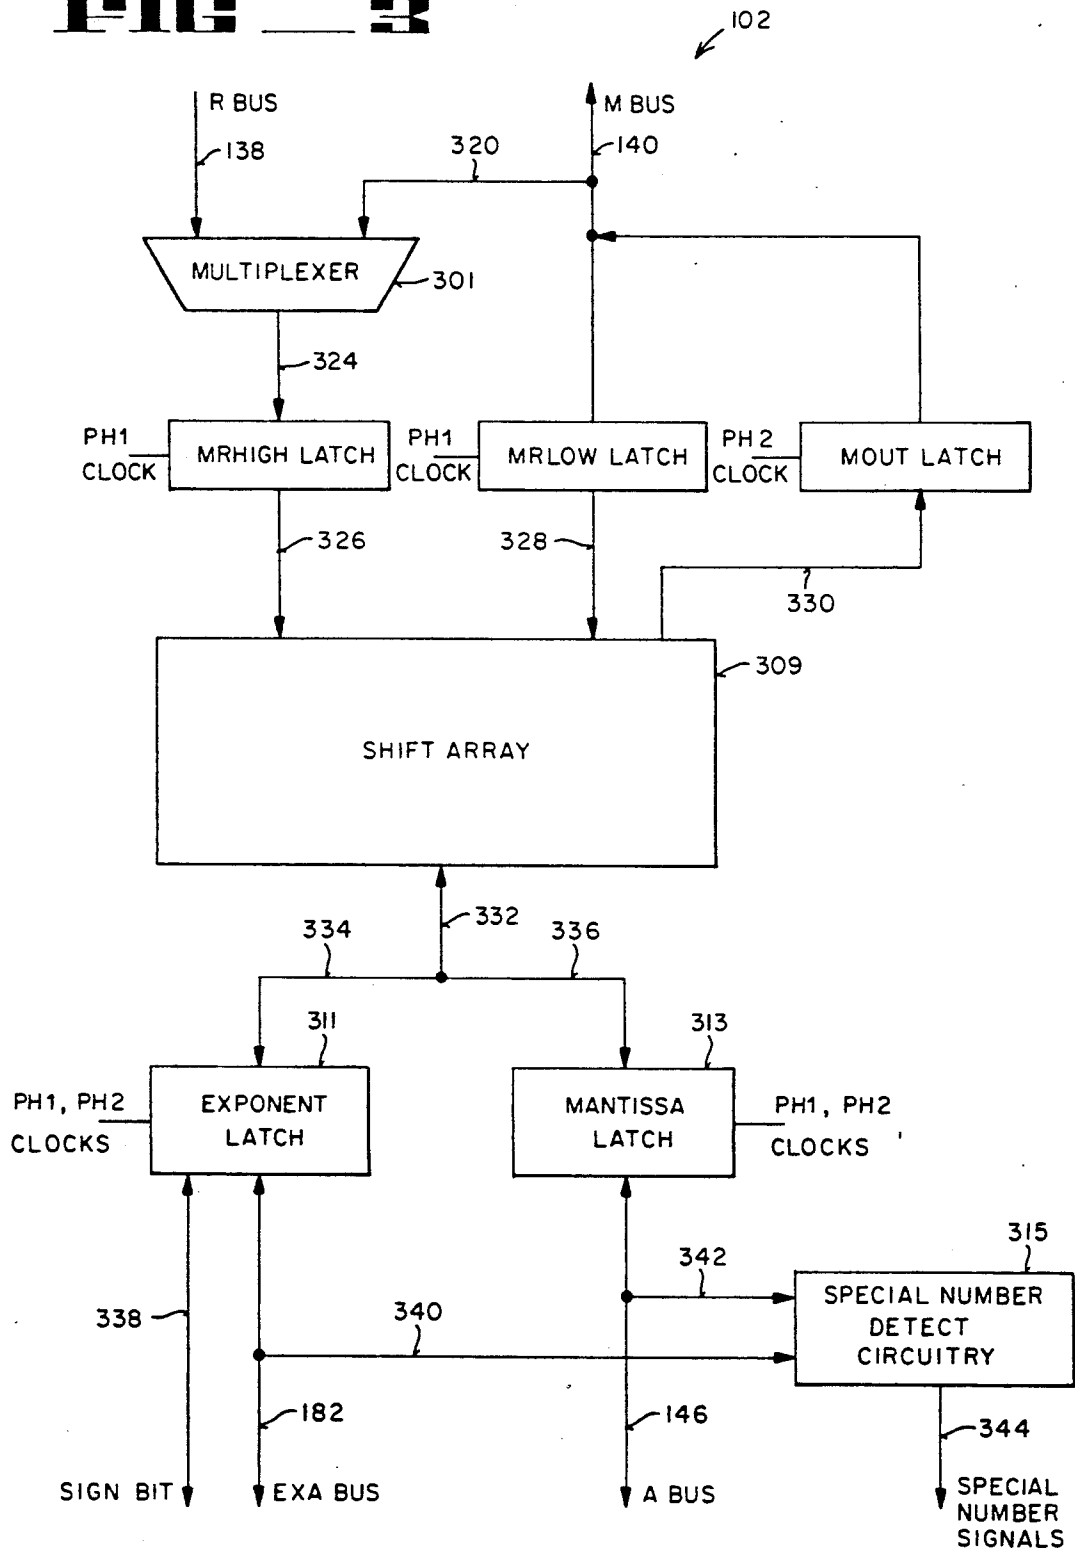 FIG_3
102
R BUS
M BUS
138
320
140
MULTIPLEXER
301
324
PH1
CLOCK
MRHIGH LATCH
PH1
CLOCK
MRLOW LATCH
PH2
CLOCK
MOUT LATCH
326
328
330
309
SHIFT ARRAY
332
334
336
311
313
PH1, PH2
CLOCKS
EXPONENT
LATCH
MANTISSA
LATCH
PH1, PH2
CLOCKS
315
342
338
340
SPECIAL NUMBER
DETECT
CIRCUITRY
182
146
344
SIGN BIT
EXA BUS
A BUS
SPECIAL
NUMBER
SIGNALS